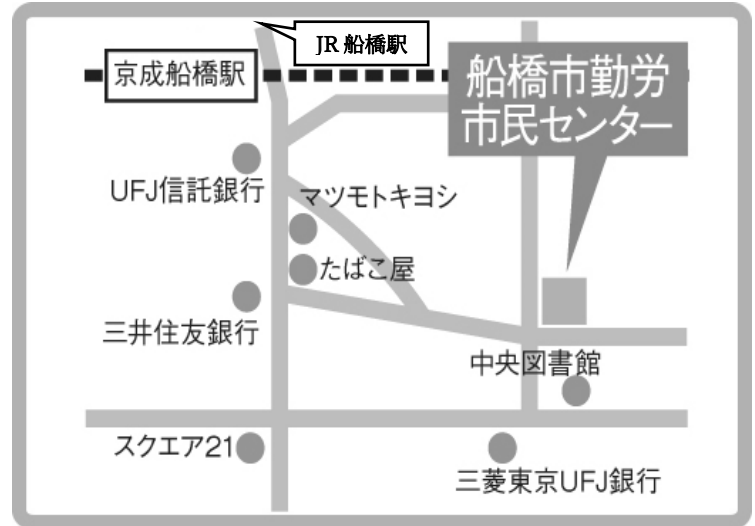 JR 船橋駅
京成船橋駅
船橋市勤労
市民センター
UFJ信託銀行
マツモトキヨシ
たばこ屋
三井住友銀行
中央図書館
スクエア21
三菱東京UFJ銀行